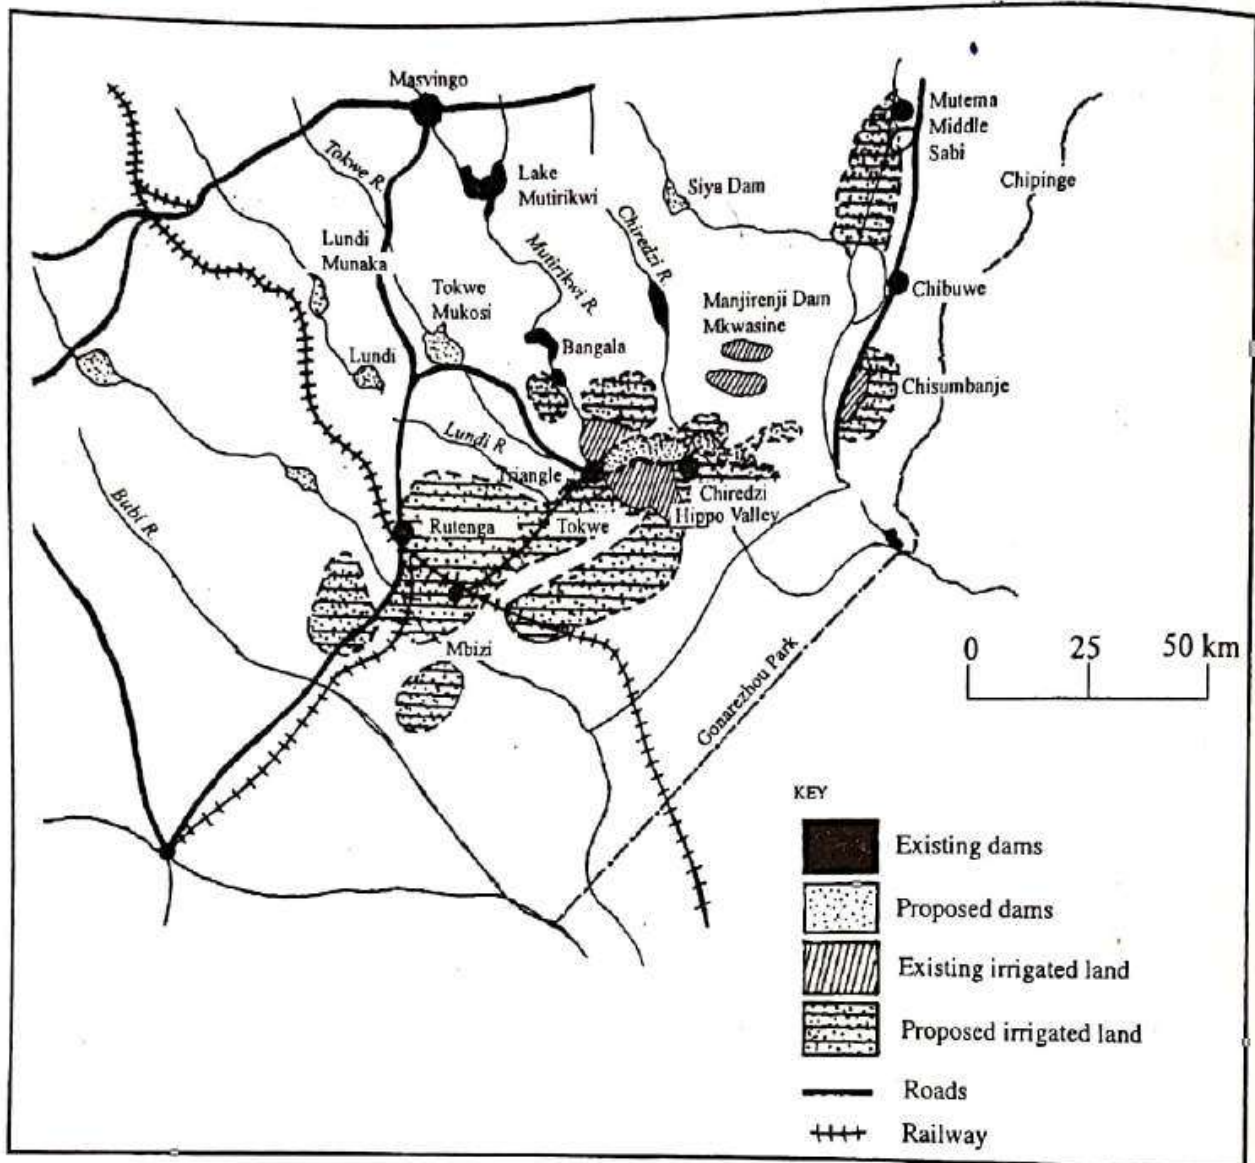 Masvingo
Mutema
Middle
Sabi
Tokwe R.
Lake
Mutirikwi
Siya Dam
Chipinge
Chiredzi R.
Lundi
Munaka
Mutirikwi R.
Tokwe
Mukosi
Manjirenji Dam
Mkwasine
Chibuwe
Bangala
Lundi
Chisumbanje
Lundi R
Triangle
Chiredzi
Hippo Valley
Bubi R.
Rutenga
Tokwe
Mbizi
Gonarezhou Park
0 25 50 km
KEY
Existing dams
Proposed dams
Existing irrigated land
Proposed irrigated land
Roads
Railway